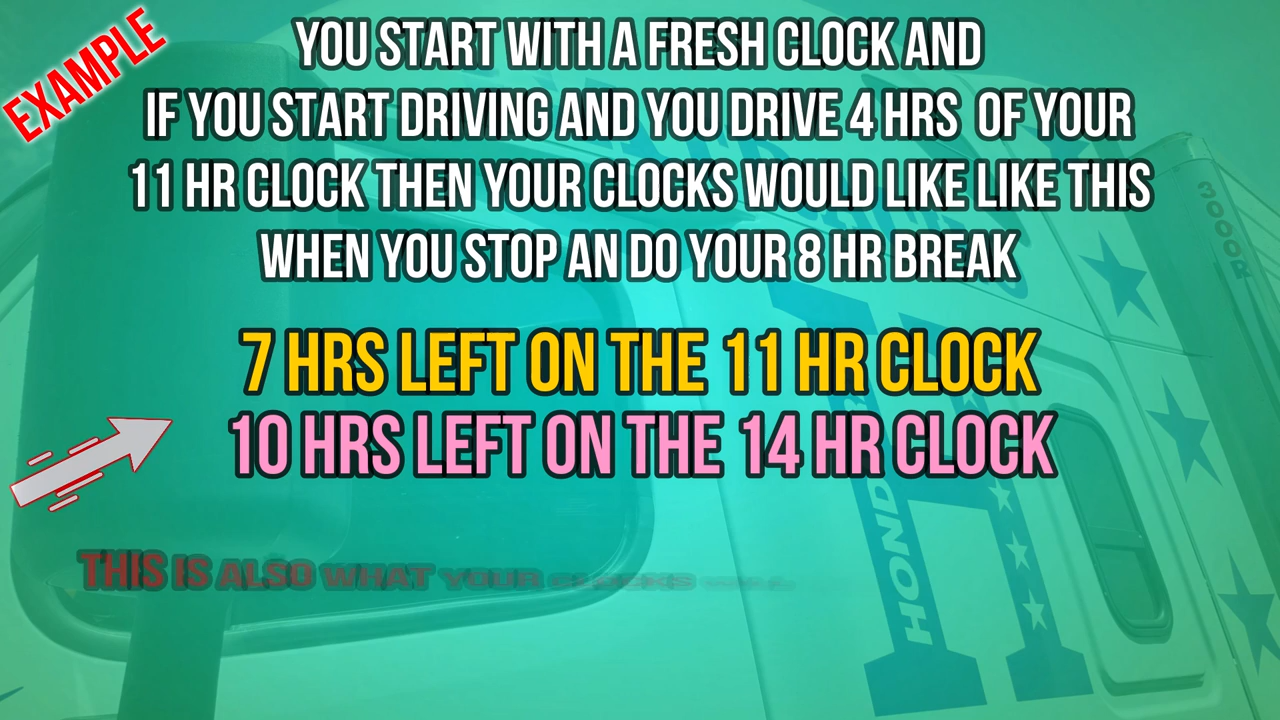 EXAMPLE
YOU START WITH A FRESH CLOCK AND
IF YOU START DRIVING AND YOU DRIVE 4 HRS OF YOUR
11 HR CLOCK THEN YOUR CLOCKS WOULD LIKE LIKE THIS
WHEN YOU STOP AN DO YOUR 8 HR BREAK
7 HRS LEFT ON THE 11 HR CLOCK
10 HRS LEFT ON THE 14 HR CLOCK
THIS IS ALSO WHAT YOUR CLOCKS
3000R